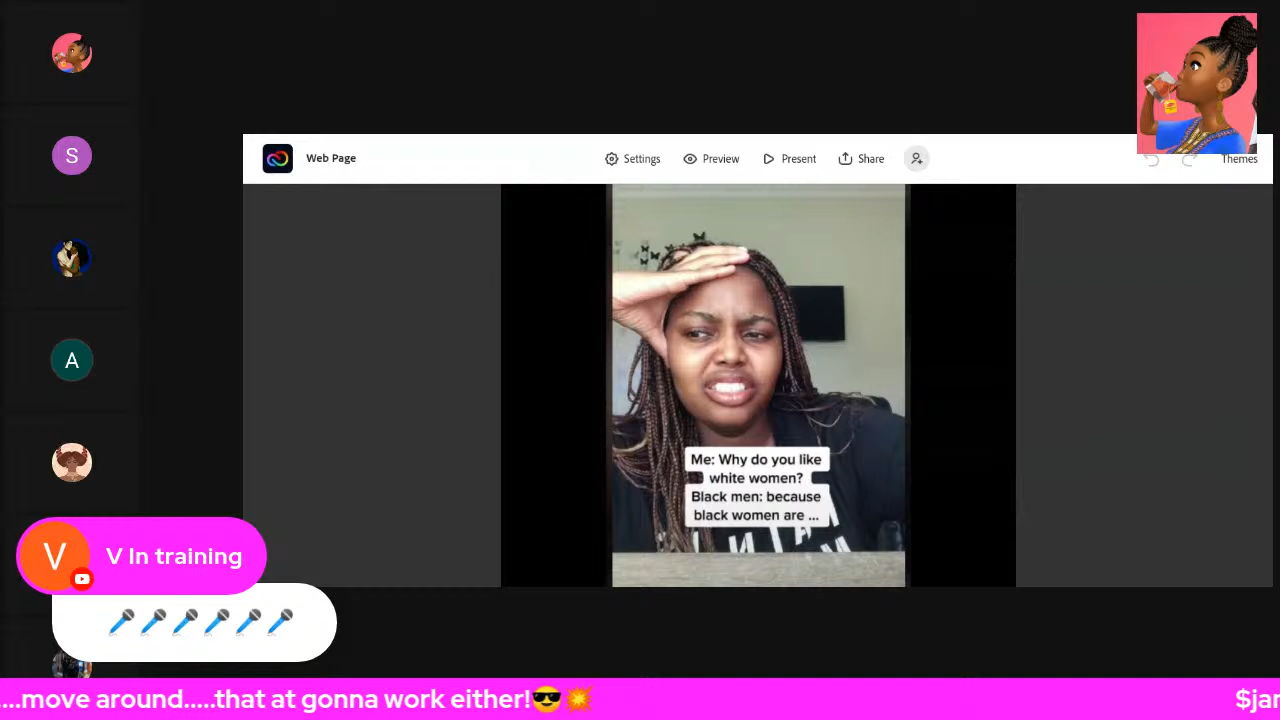 Web Page
Settings
Preview
Present
Share
Themes
S
A
Me: Why do you like
white women?
Black men: because
black women are ...
V
V In training
🎤🎤🎤🎤🎤🎤
....move around.....that at gonna work either!😎💥
$jar